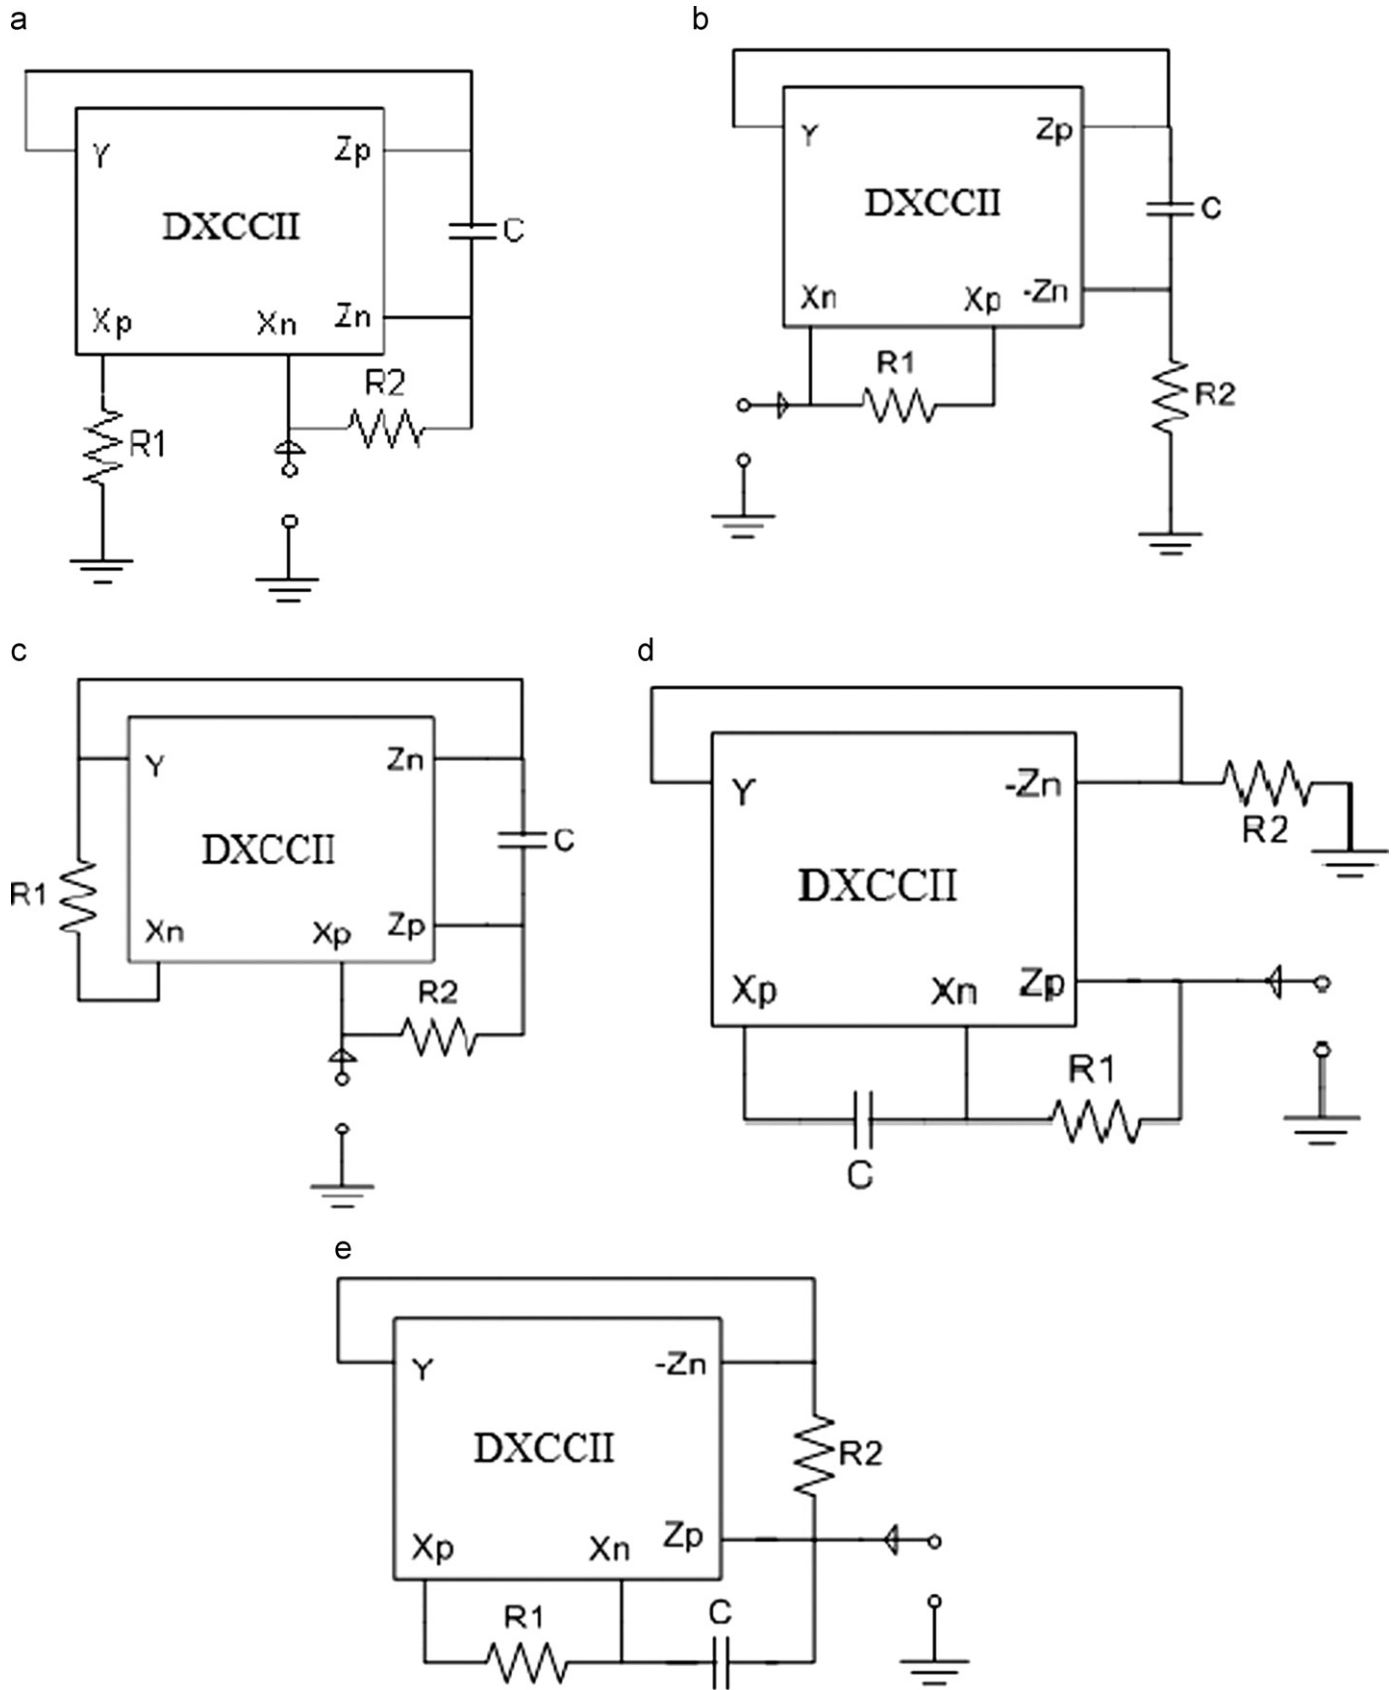 a
Y
Zp
DXCCII
C
Xp
Xn
Zn
R2
R1
b
Y
Zp
DXCCII
C
Xn
Xp
-Zn
R1
R2
c
Y
Zn
DXCCII
C
R1
Xn
Xp
Zp
R2
d
Y
-Zn
R2
DXCCII
Xp
Xn
Zp
R1
C
e
Y
-Zn
DXCCII
R2
Xp
Xn
Zp
R1
C